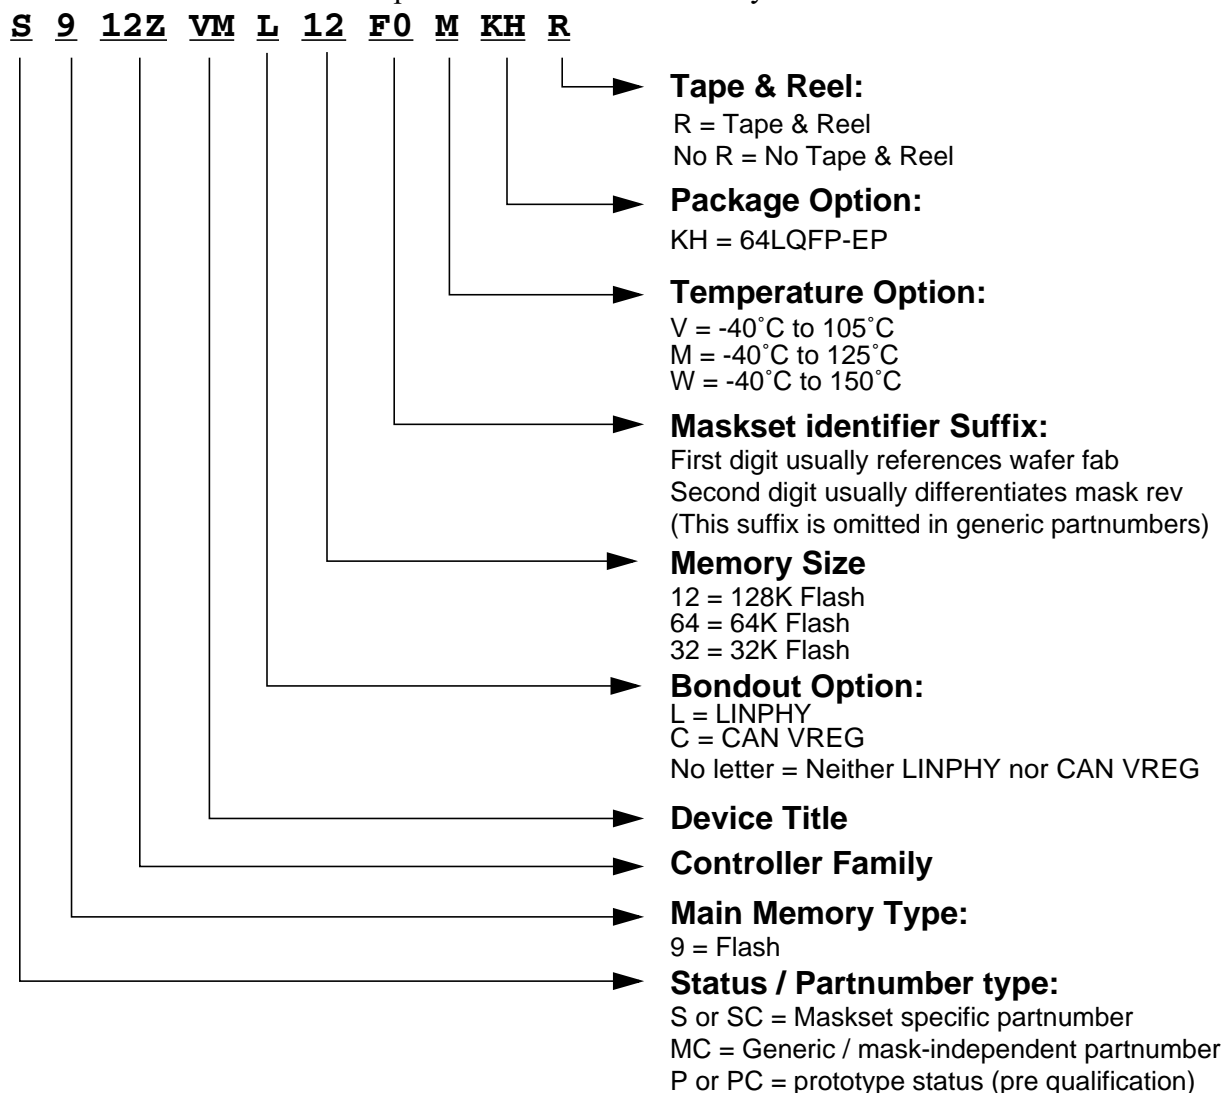 S 9 12Z VM L 12 F0 M KH R
Tape & Reel:
R = Tape & Reel
No R = No Tape & Reel
Package Option:
KH = 64LQFP-EP
Temperature Option:
V = -40˚C to 105˚C
M = -40˚C to 125˚C
W = -40˚C to 150˚C
Maskset identifier Suffix:
First digit usually references wafer fab
Second digit usually differentiates mask rev
(This suffix is omitted in generic partnumbers)
Memory Size
12 = 128K Flash
64 = 64K Flash
32 = 32K Flash
Bondout Option:
L = LINPHY
C = CAN VREG
No letter = Neither LINPHY nor CAN VREG
Device Title
Controller Family
Main Memory Type:
9 = Flash
Status / Partnumber type:
S or SC = Maskset specific partnumber
MC = Generic / mask-independent partnumber
P or PC = prototype status (pre qualification)